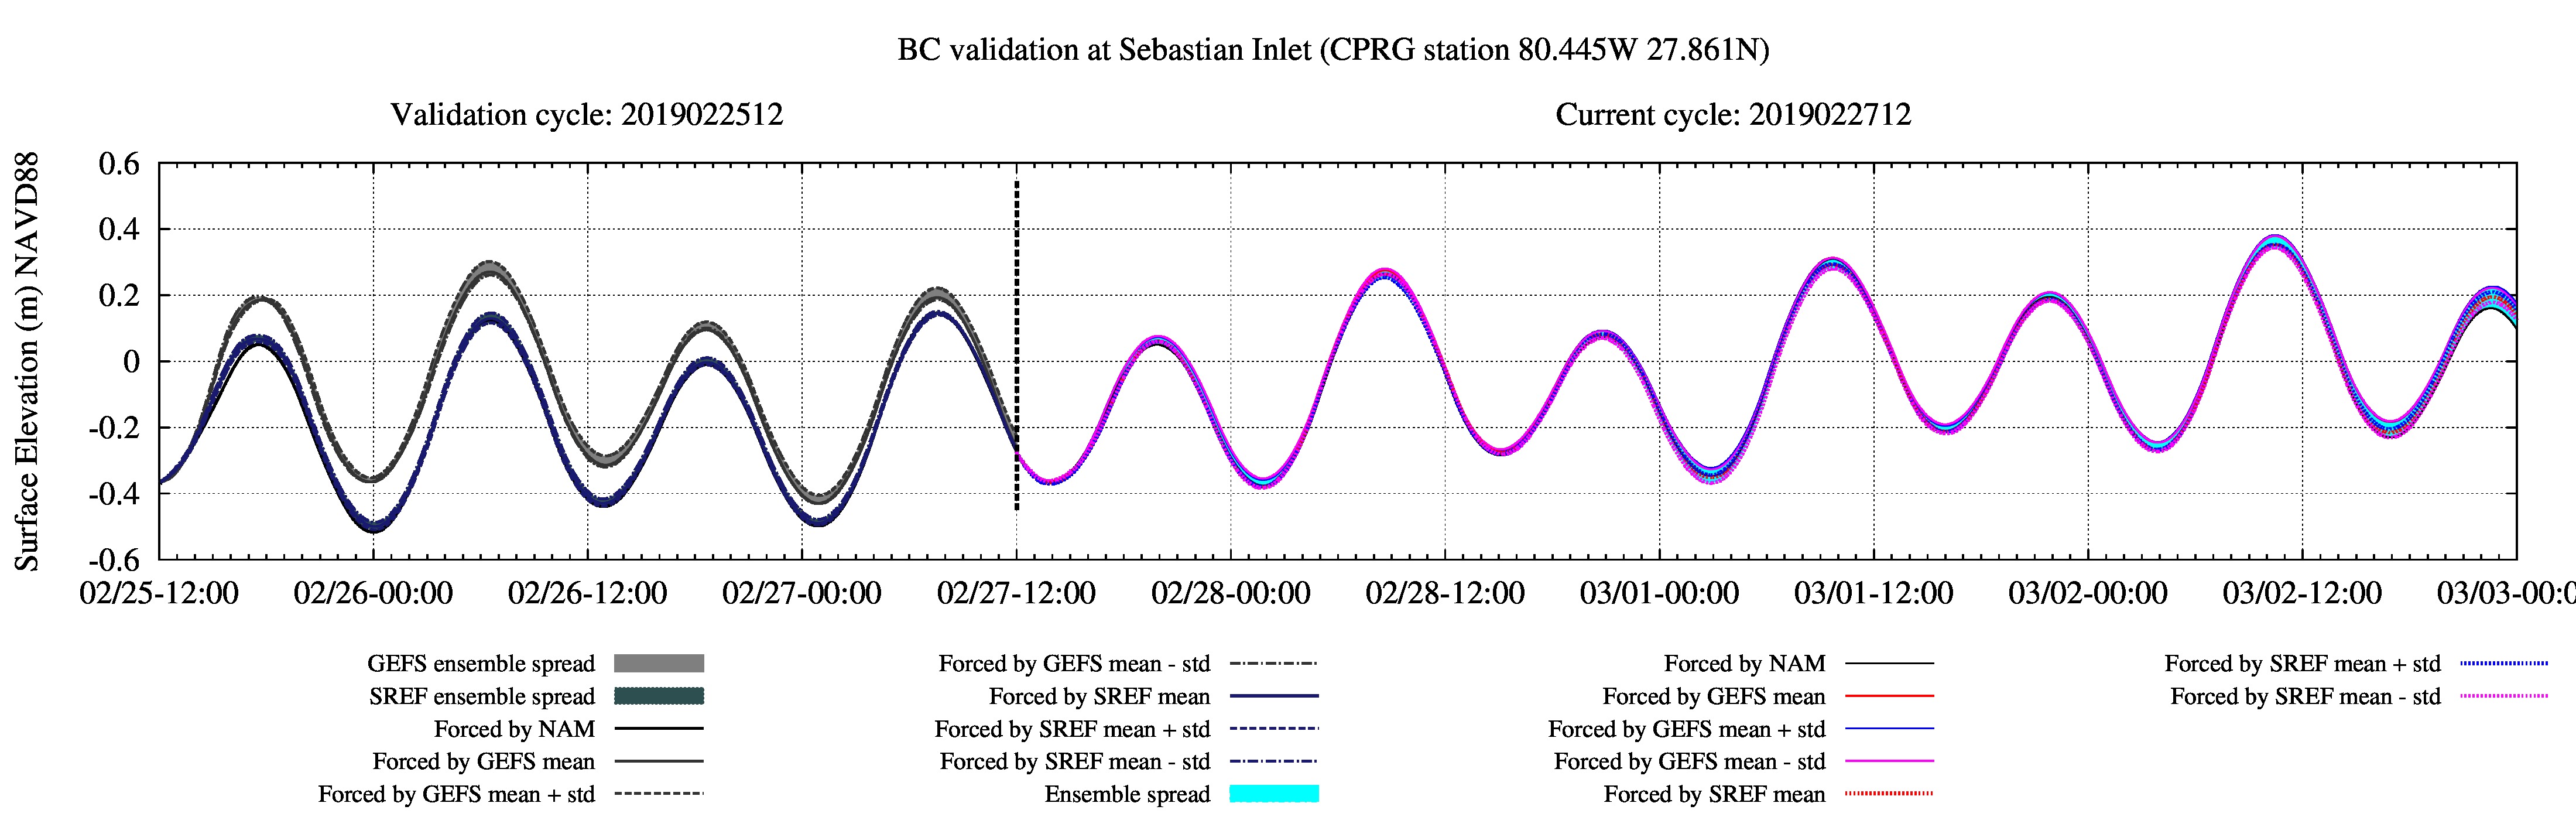 BC validation at Sebastian Inlet (CPRG station 80.445W 27.861N)
Validation cycle: 2019022512
Current cycle: 2019022712
Surface Elevation (m) NAVD88
0.6
0.4
0.2
0
-0.2
-0.4
-0.6
02/25-12:00 02/26-00:00 02/26-12:00 02/27-00:00 02/27-12:00 02/28-00:00 02/28-12:00 03/01-00:00 03/01-12:00 03/02-00:00 03/02-12:00 03/03-00:0
GEFS ensemble spread
SREF ensemble spread
Forced by NAM
Forced by GEFS mean
Forced by GEFS mean + std
Forced by GEFS mean - std
Forced by SREF mean
Forced by SREF mean + std
Forced by SREF mean - std
Ensemble spread
Forced by NAM
Forced by GEFS mean
Forced by GEFS mean + std
Forced by GEFS mean - std
Forced by SREF mean
Forced by SREF mean + std
Forced by SREF mean - std